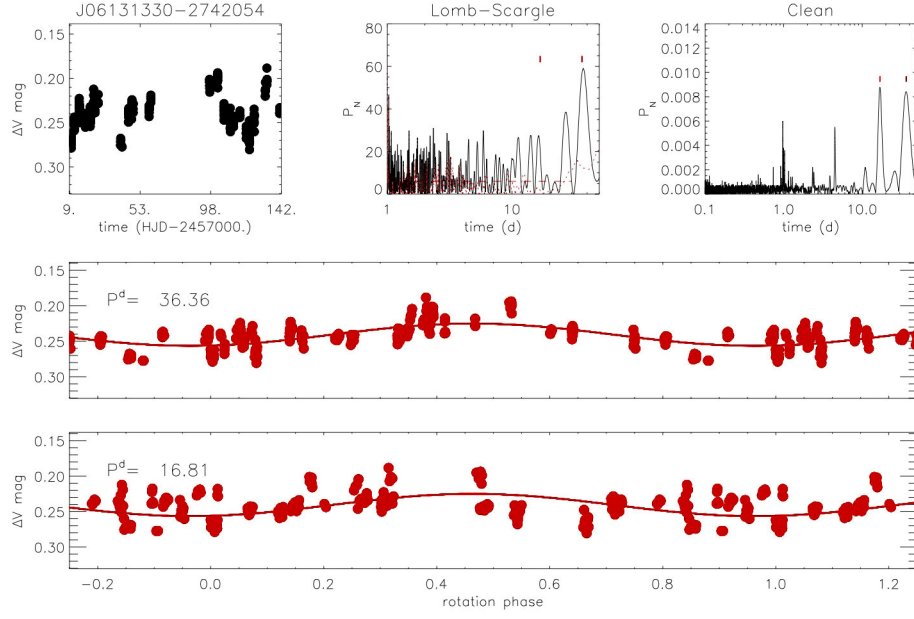 J06131330-2742054
Lomb-Scargle
Clean
0.15
0.20
0.25
0.30
ΔV mag
9. 53. 98. 142.
time (HJD-2457000.)
80
60
40
20
0
P_N
1 10
time (d)
0.014
0.012
0.010
0.008
0.006
0.004
0.002
0.000
P_N
0.1 1.0 10.0
time (d)
0.15
0.20
0.25
0.30
ΔV mag
P^d= 36.36
0.15
0.20
0.25
0.30
ΔV mag
P^d= 16.81
-0.2 0.0 0.2 0.4 0.6 0.8 1.0 1.2
rotation phase